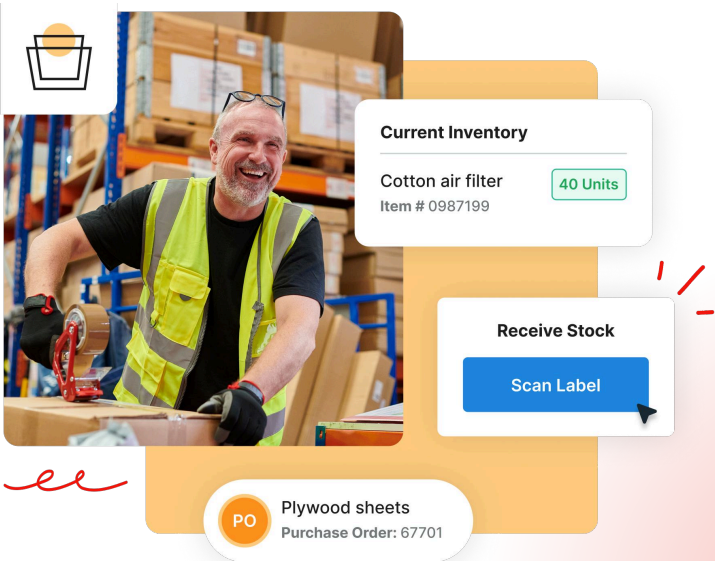 Current Inventory
Cotton air filter
40 Units
Item # 0987199
Receive Stock
Scan Label
PO
Plywood sheets
Purchase Order: 67701